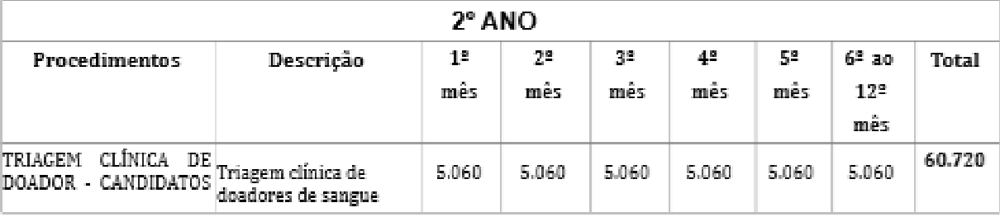 2º ANO
Procedimentos Descrição 1º 2º 3º 4º 5º 6º ao Total
mês mês mês mês mês 12º
mês
TRIAGEM CLÍNICA DE
DOADOR - CANDIDATOS
Triagem clínica de
doadores de sangue
5.060 5.060 5.060 5.060 5.060 5.060 60.720